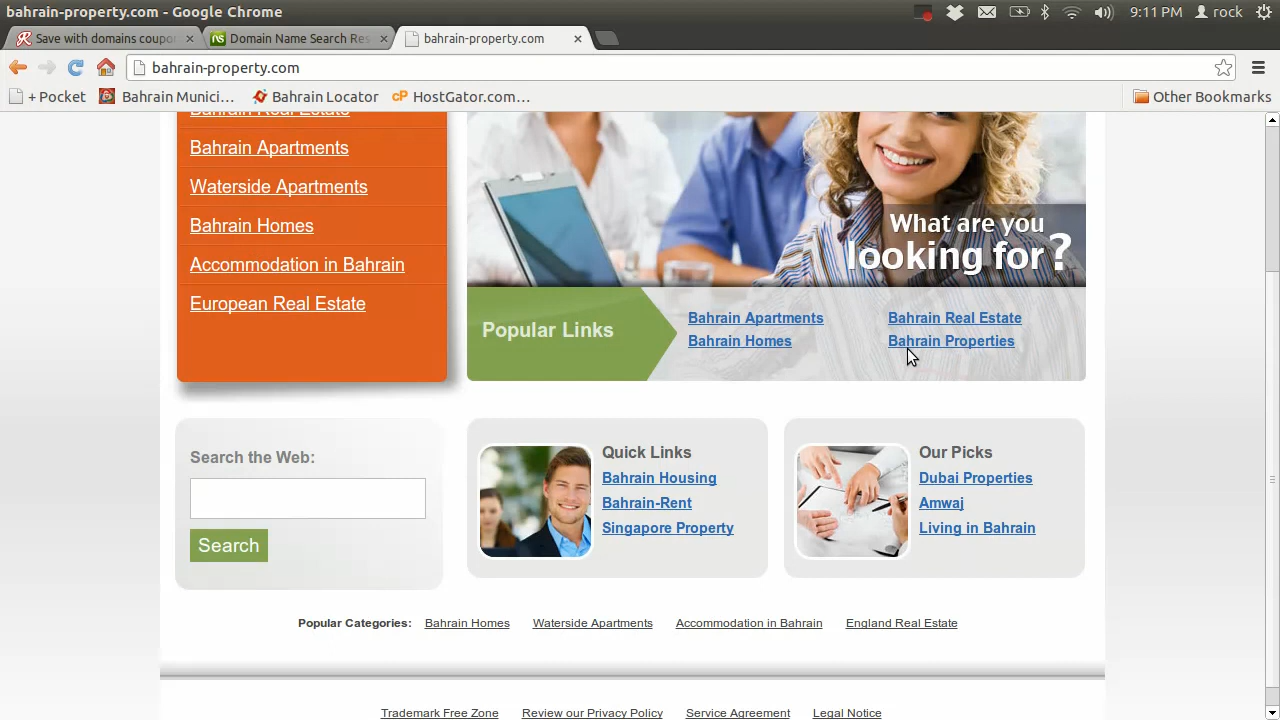 bahrain-property.com - Google Chrome
9:11 PM rock
Save with domains coupo
Domain Name Search Res
bahrain-property.com
bahrain-property.com
+ Pocket
Bahrain Munici...
Bahrain Locator
cP HostGator.com...
Other Bookmarks
Bahrain Real Estate
Bahrain Apartments
Waterside Apartments
Bahrain Homes
Accommodation in Bahrain
European Real Estate
What are you
looking for?
Popular Links
Bahrain Apartments
Bahrain Real Estate
Bahrain Homes
Bahrain Properties
Search the Web:
Search
Quick Links
Bahrain Housing
Bahrain-Rent
Singapore Property
Our Picks
Dubai Properties
Amwaj
Living in Bahrain
Popular Categories: Bahrain Homes Waterside Apartments Accommodation in Bahrain England Real Estate
Trademark Free Zone Review our Privacy Policy Service Agreement Legal Notice